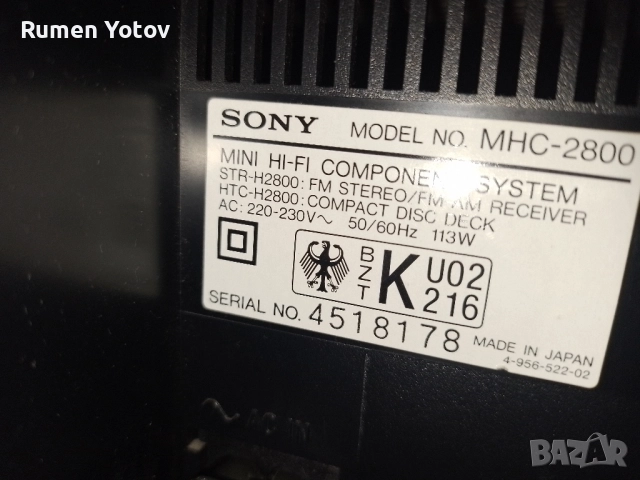 Rumen Yotov
SONY MODEL NO. MHC-2800
MINI HI-FI COMPONENT SYSTEM
STR-H2800: FM STEREO/FM AM RECEIVER
HTC-H2800: COMPACT DISC DECK
AC: 220-230V~ 50/60Hz 113W
BZT K U02
216
SERIAL NO. 4518178 MADE IN JAPAN
4-956-522-02
~ AC IN
BAZAR